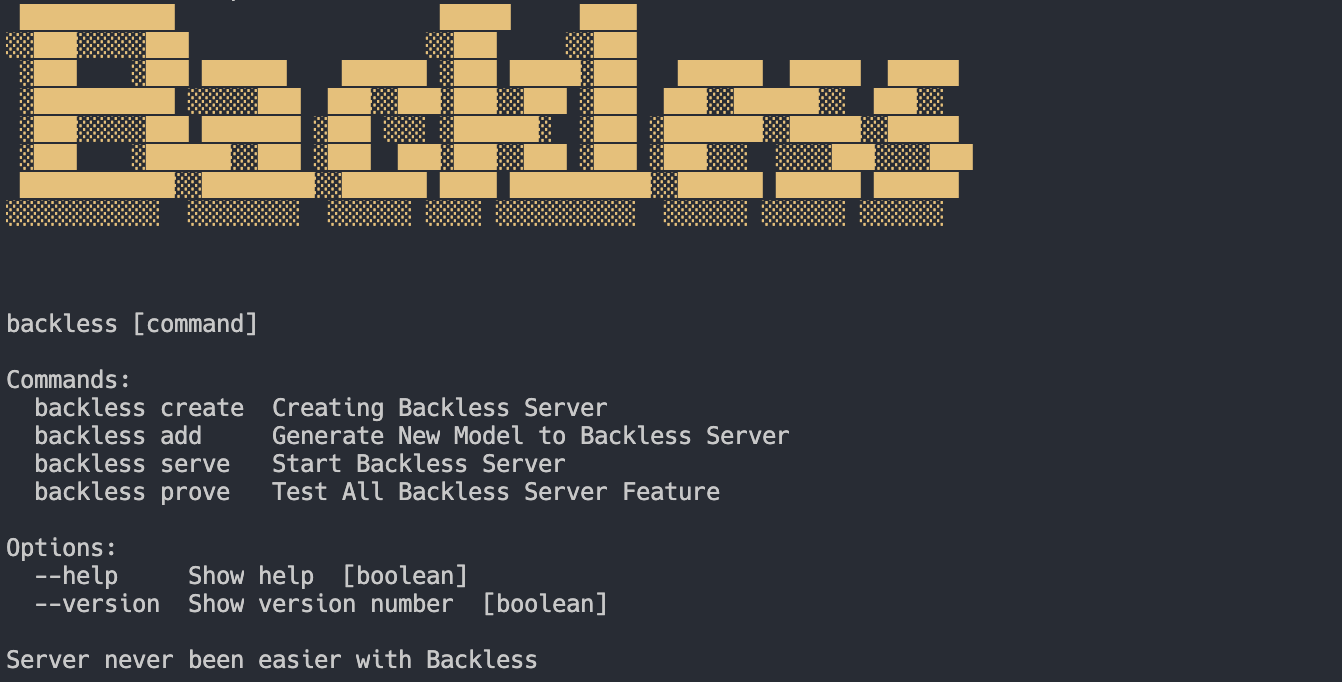 Backless
backless [command]
Commands:
backless create  Creating Backless Server
backless add     Generate New Model to Backless Server
backless serve   Start Backless Server
backless prove   Test All Backless Server Feature
Options:
--help     Show help  [boolean]
--version  Show version number  [boolean]
Server never been easier with Backless